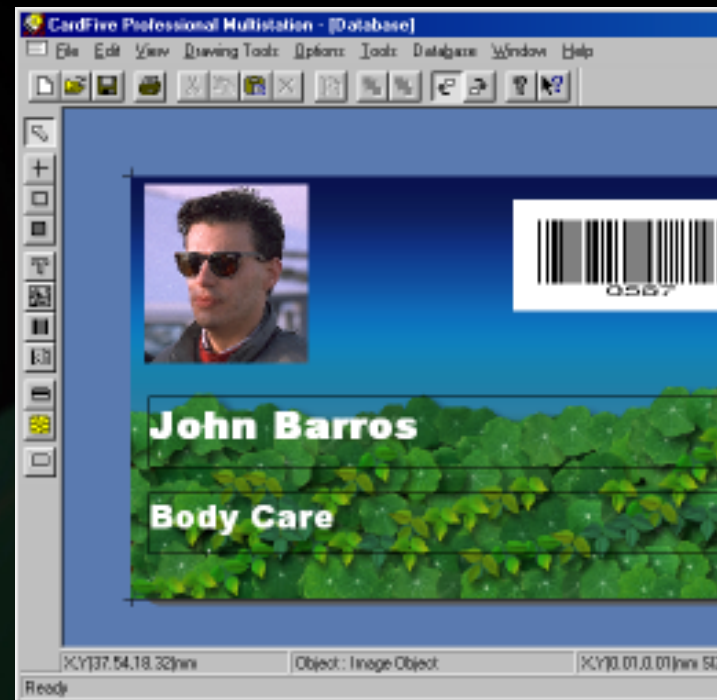 CardFive Professional Multistation - [Database]
File Edit View Drawing Tools Options Tools Database Window Help
0587
John Barros
Body Care
X,Y|37.54,18.32|mm Object : Image Object X,Y|0.01,0.01|mm
Ready